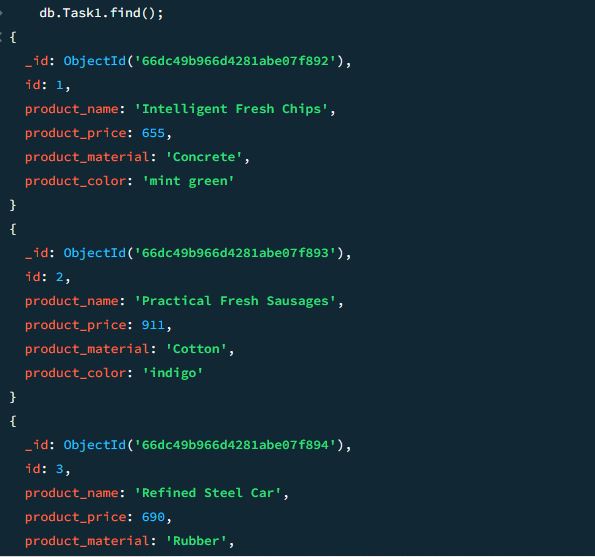 db.Task1.find();
{
_id: ObjectId('66dc49b966d4281abe07f892'),
id: 1,
product_name: 'Intelligent Fresh Chips',
product_price: 655,
product_material: 'Concrete',
product_color: 'mint green'
}
{
_id: ObjectId('66dc49b966d4281abe07f893'),
id: 2,
product_name: 'Practical Fresh Sausages',
product_price: 911,
product_material: 'Cotton',
product_color: 'indigo'
}
{
_id: ObjectId('66dc49b966d4281abe07f894'),
id: 3,
product_name: 'Refined Steel Car',
product_price: 690,
product_material: 'Rubber',